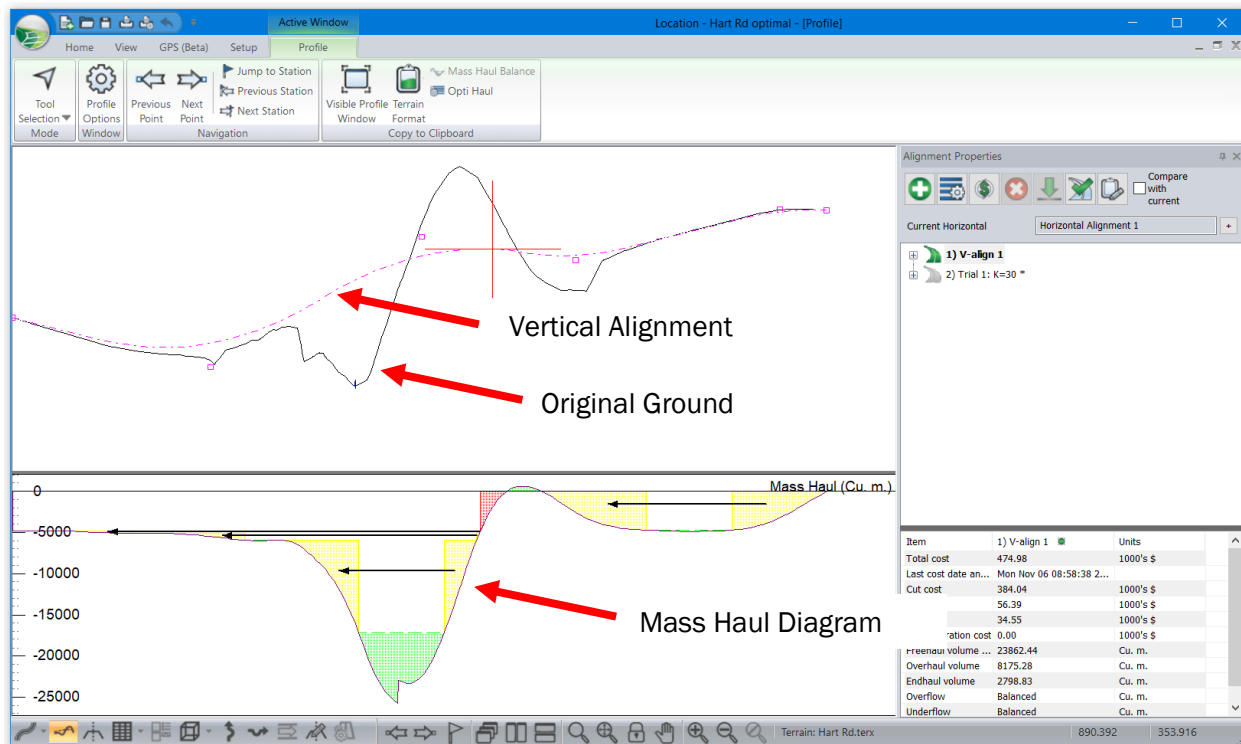 Active Window
Location - Hart Rd optimal - [Profile]
Home View GPS (Beta) Setup Profile
Tool Selection
Mode
Profile Options
Window
Previous Point
Next Point
Jump to Station
Previous Station
Next Station
Navigation
Visible Profile Window
Terrain Format
Mass Haul Balance
Opti Haul
Copy to Clipboard
Vertical Alignment
Original Ground
Mass Haul (Cu. m.)
0
-5000
-10000
-15000
-20000
-25000
Mass Haul Diagram
Alignment Properties
Compare with current
Current Horizontal Horizontal Alignment 1 +
1) V-align 1
2) Trial 1: K=30 *
Item 1) V-align 1 Units
Total cost 474.98 1000's $
Last cost date an... Mon Nov 06 08:58:38 2...
Cut cost 384.04 1000's $
56.39 1000's $
34.55 1000's $
ration cost 0.00 1000's $
Freehaul volume ... 23862.44 Cu. m.
Overhaul volume 8175.28 Cu. m.
Endhaul volume 2798.83 Cu. m.
Overflow Balanced Cu. m.
Underflow Balanced Cu. m.
Terrain: Hart Rd.terx 890.392 353.916